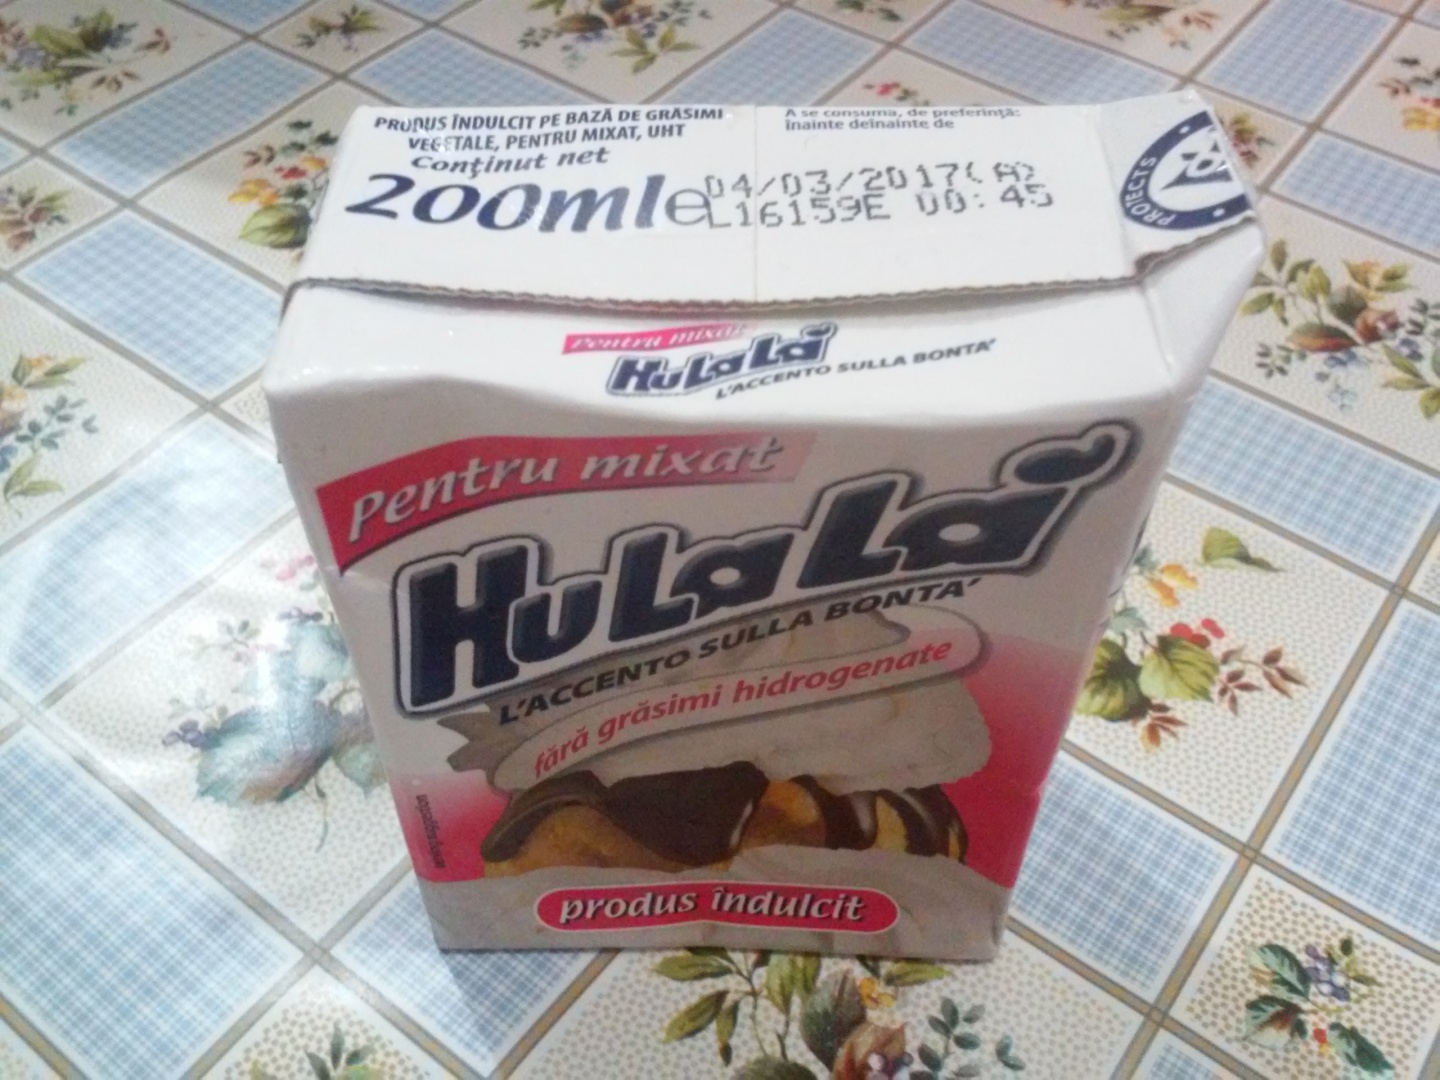 PRODUS ÎNDULCIT PE BAZĂ DE GRĂSIMI
VEGETALE, PENTRU MIXAT, UHT
Conţinut net
200ml e
A se consuma, de preferinţă:
înainte deînainte de
04/03/2017(A)
L16159E 00:45
PROJECTS
Pentru mixat
HuLaLà
L'ACCENTO SULLA BONTA'
Pentru mixat
HuLaLà
L'ACCENTO SULLA BONTA'
fără grăsimi hidrogenate
produs îndulcit